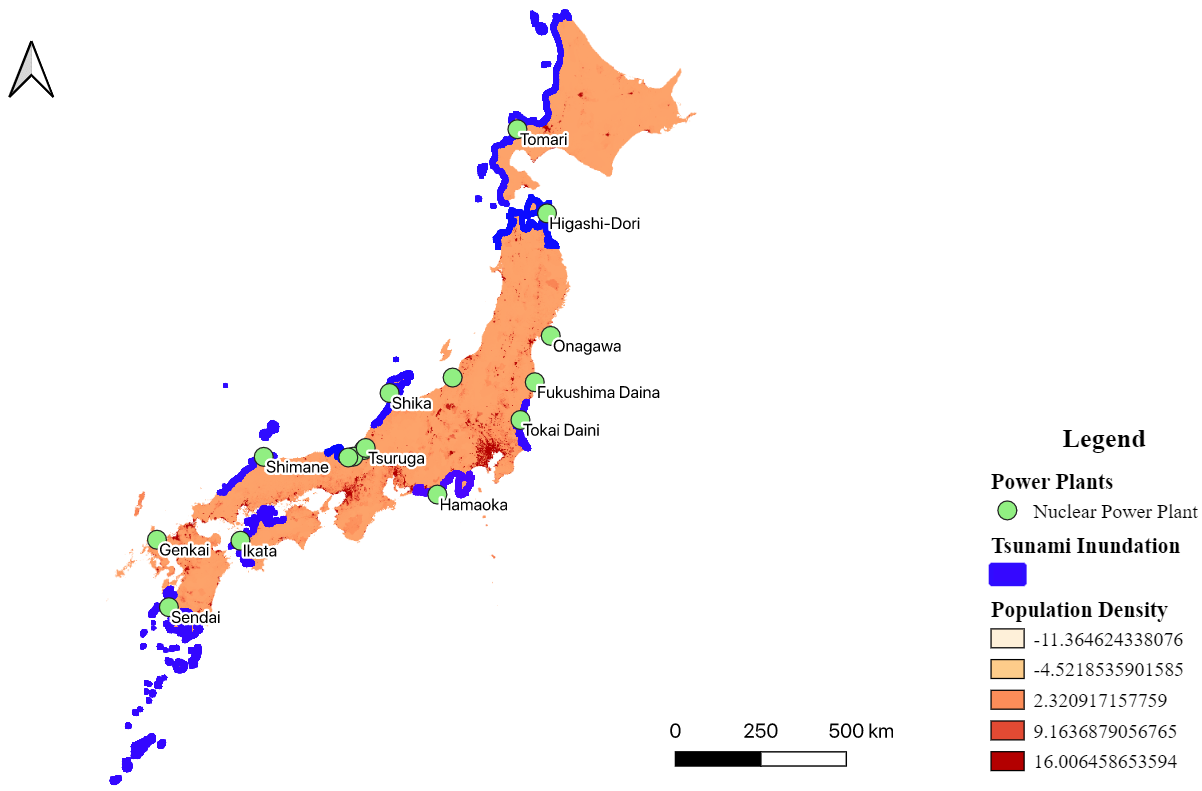 Tomari
Higashi-Dori
Onagawa
Fukushima Daina
Shika
Tokai Daini
Tsuruga
Shimane
Hamaoka
Genkai
Ikata
Sendai
Legend
Power Plants
Nuclear Power Plant
Tsunami Inundation
Population Density
-11.364624338076
-4.5218535901585
2.320917157759
9.1636879056765
16.006458653594
0 250 500 km